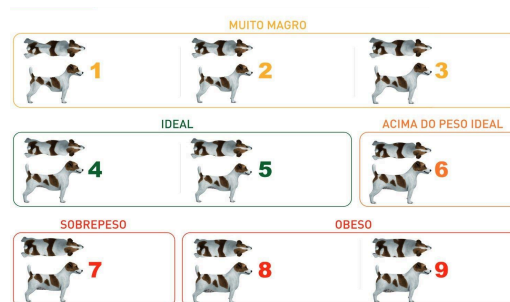 MUITO MAGRO
1 2 3
IDEAL ACIMA DO PESO IDEAL
4 5 6
SOBREPESO OBESO
7 8 9